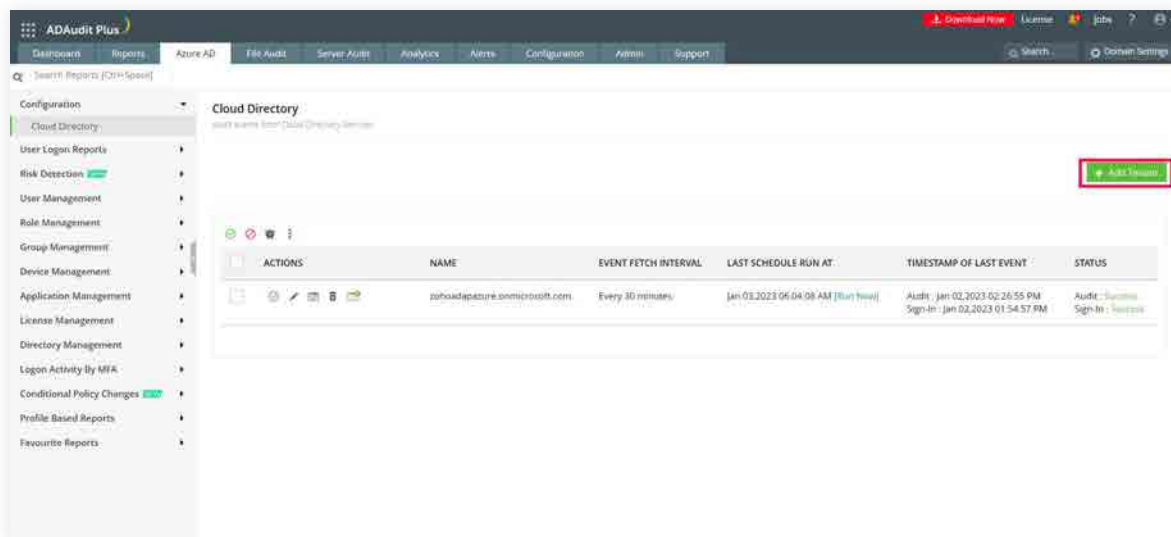 ADAudit Plus
Download Now License Jobs ?
Dashboard Reports Azure AD File Audit Server Audit Analytics Alerts Configuration Admin Support Search... Domain Settings
Search Reports [Ctrl+Space]
Configuration
Cloud Directory
User Logon Reports
Risk Detection
User Management
Role Management
Group Management
Device Management
Application Management
License Management
Directory Management
Logon Activity By MFA
Conditional Policy Changes
Profile Based Reports
Favourite Reports
Cloud Directory
Audit events from Cloud Directory Services
+ Add Tenant
ACTIONS NAME EVENT FETCH INTERVAL LAST SCHEDULE RUN AT TIMESTAMP OF LAST EVENT STATUS
zohoadapazure.onmicrosoft.com Every 30 minutes Jan 03,2023 06:04:08 AM [Run Now] Audit : Jan 02,2023 02:26:55 PM Audit : Success
Sign-In : Jan 02,2023 01:54:57 PM Sign-In : Success